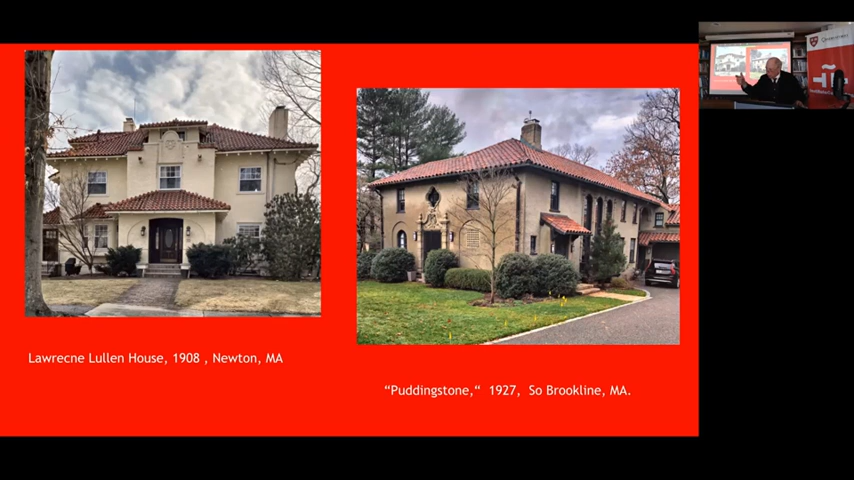 Lawrecne Lullen House, 1908 , Newton, MA
“Puddingstone,“ 1927, So Brookline, MA.